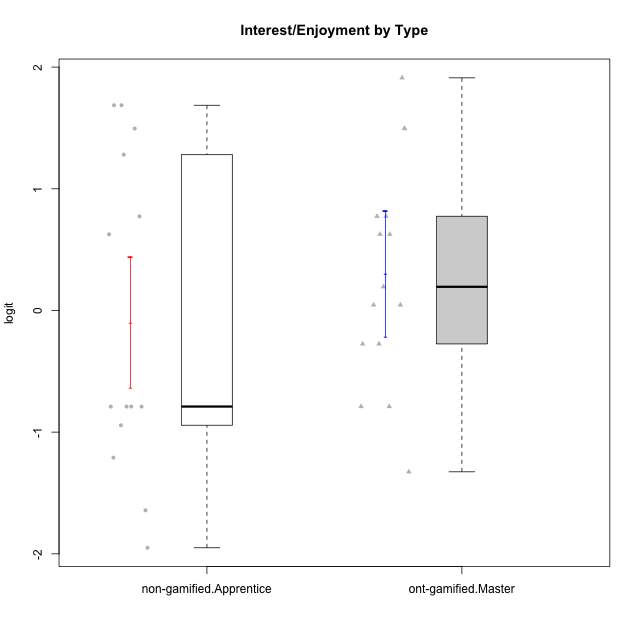 Interest/Enjoyment by Type
logit
2
1
0
-1
-2
non-gamified.Apprentice
ont-gamified.Master